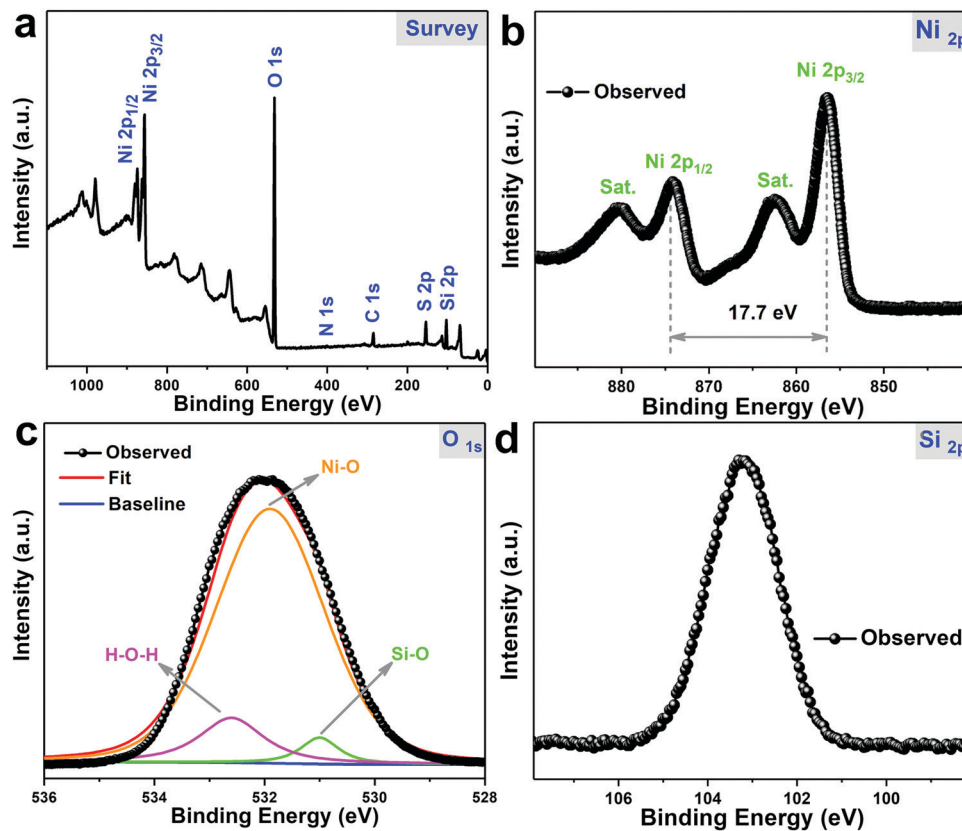 a
Survey
Ni 2p1/2
Ni 2p3/2
O 1s
N 1s
C 1s
S 2p
Si 2p
Intensity (a.u.)
1000
800
600
400
200
0
Binding Energy (eV)
b
Ni 2p
Observed
Ni 2p3/2
Ni 2p1/2
Sat.
Sat.
17.7 eV
Intensity (a.u.)
880
870
860
850
Binding Energy (eV)
c
O 1s
Observed
Fit
Baseline
Ni-O
H-O-H
Si-O
Intensity (a.u.)
536
534
532
530
528
Binding Energy (eV)
d
Si 2p
Observed
Intensity (a.u.)
106
104
102
100
Binding Energy (eV)